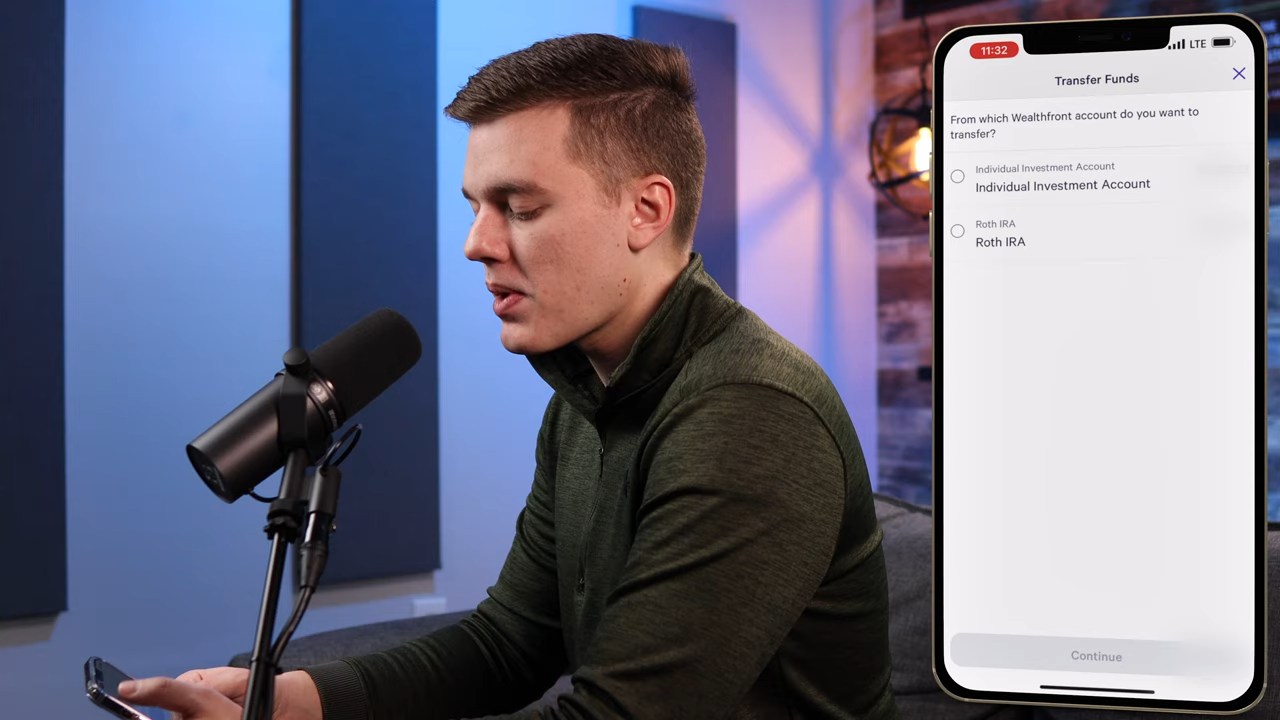 11:32
LTE
Transfer Funds
From which Wealthfront account do you want to
transfer?
Individual Investment Account
Individual Investment Account
Roth IRA
Roth IRA
Continue